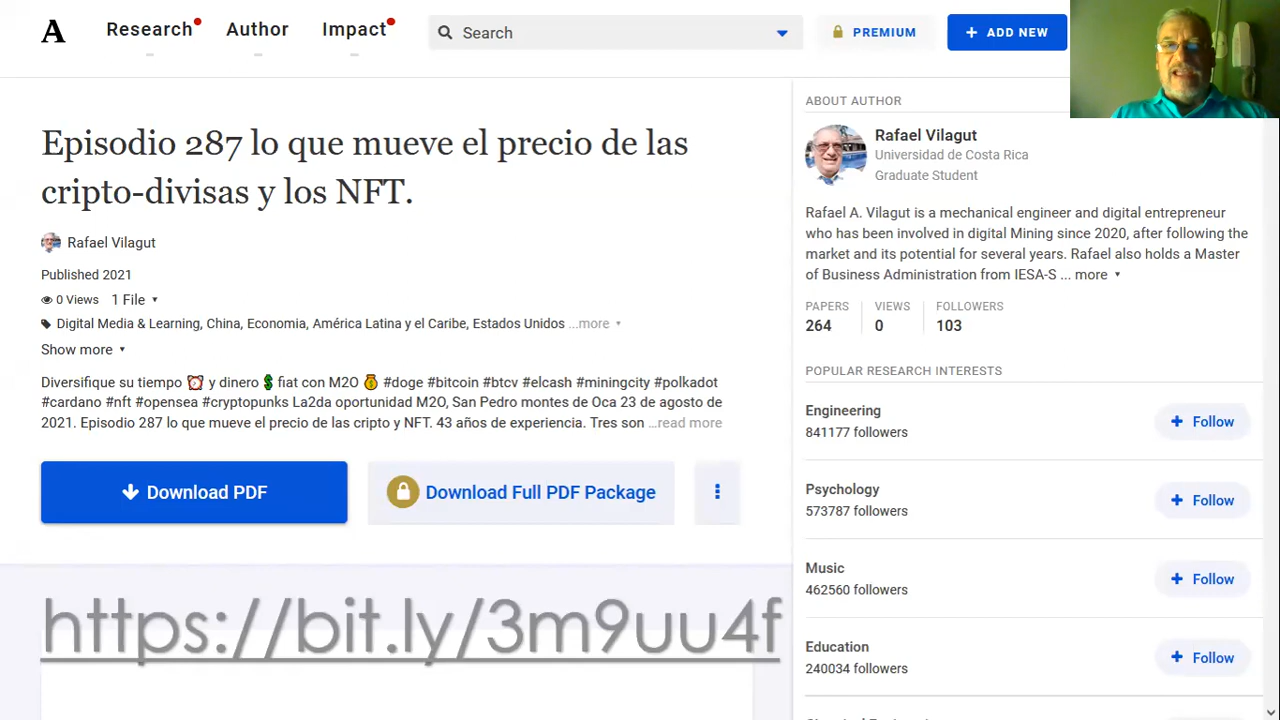 A
Research
Author
Impact
Search
PREMIUM
+ ADD NEW
Episodio 287 lo que mueve el precio de las
cripto-divisas y los NFT.
Rafael Vilagut
Published 2021
0 Views 1 File
Digital Media & Learning, China, Economia, América Latina y el Caribe, Estados Unidos ...more
Show more
Diversifique su tiempo ⏰ y dinero 💲 fiat con M2O 💰 #doge #bitcoin #btcv #elcash #miningcity #polkadot
#cardano #nft #opensea #cryptopunks La2da oportunidad M2O, San Pedro montes de Oca 23 de agosto de
2021. Episodio 287 lo que mueve el precio de las cripto y NFT. 43 años de experiencia. Tres son ...read more
Download PDF
Download Full PDF Package
https://bit.ly/3m9uu4f
ABOUT AUTHOR
Rafael Vilagut
Universidad de Costa Rica
Graduate Student
Rafael A. Vilagut is a mechanical engineer and digital entrepreneur
who has been involved in digital Mining since 2020, after following the
market and its potential for several years. Rafael also holds a Master
of Business Administration from IESA-S ... more
PAPERS VIEWS FOLLOWERS
264 0 103
POPULAR RESEARCH INTERESTS
Engineering
841177 followers
+ Follow
Psychology
573787 followers
+ Follow
Music
462560 followers
+ Follow
Education
240034 followers
+ Follow